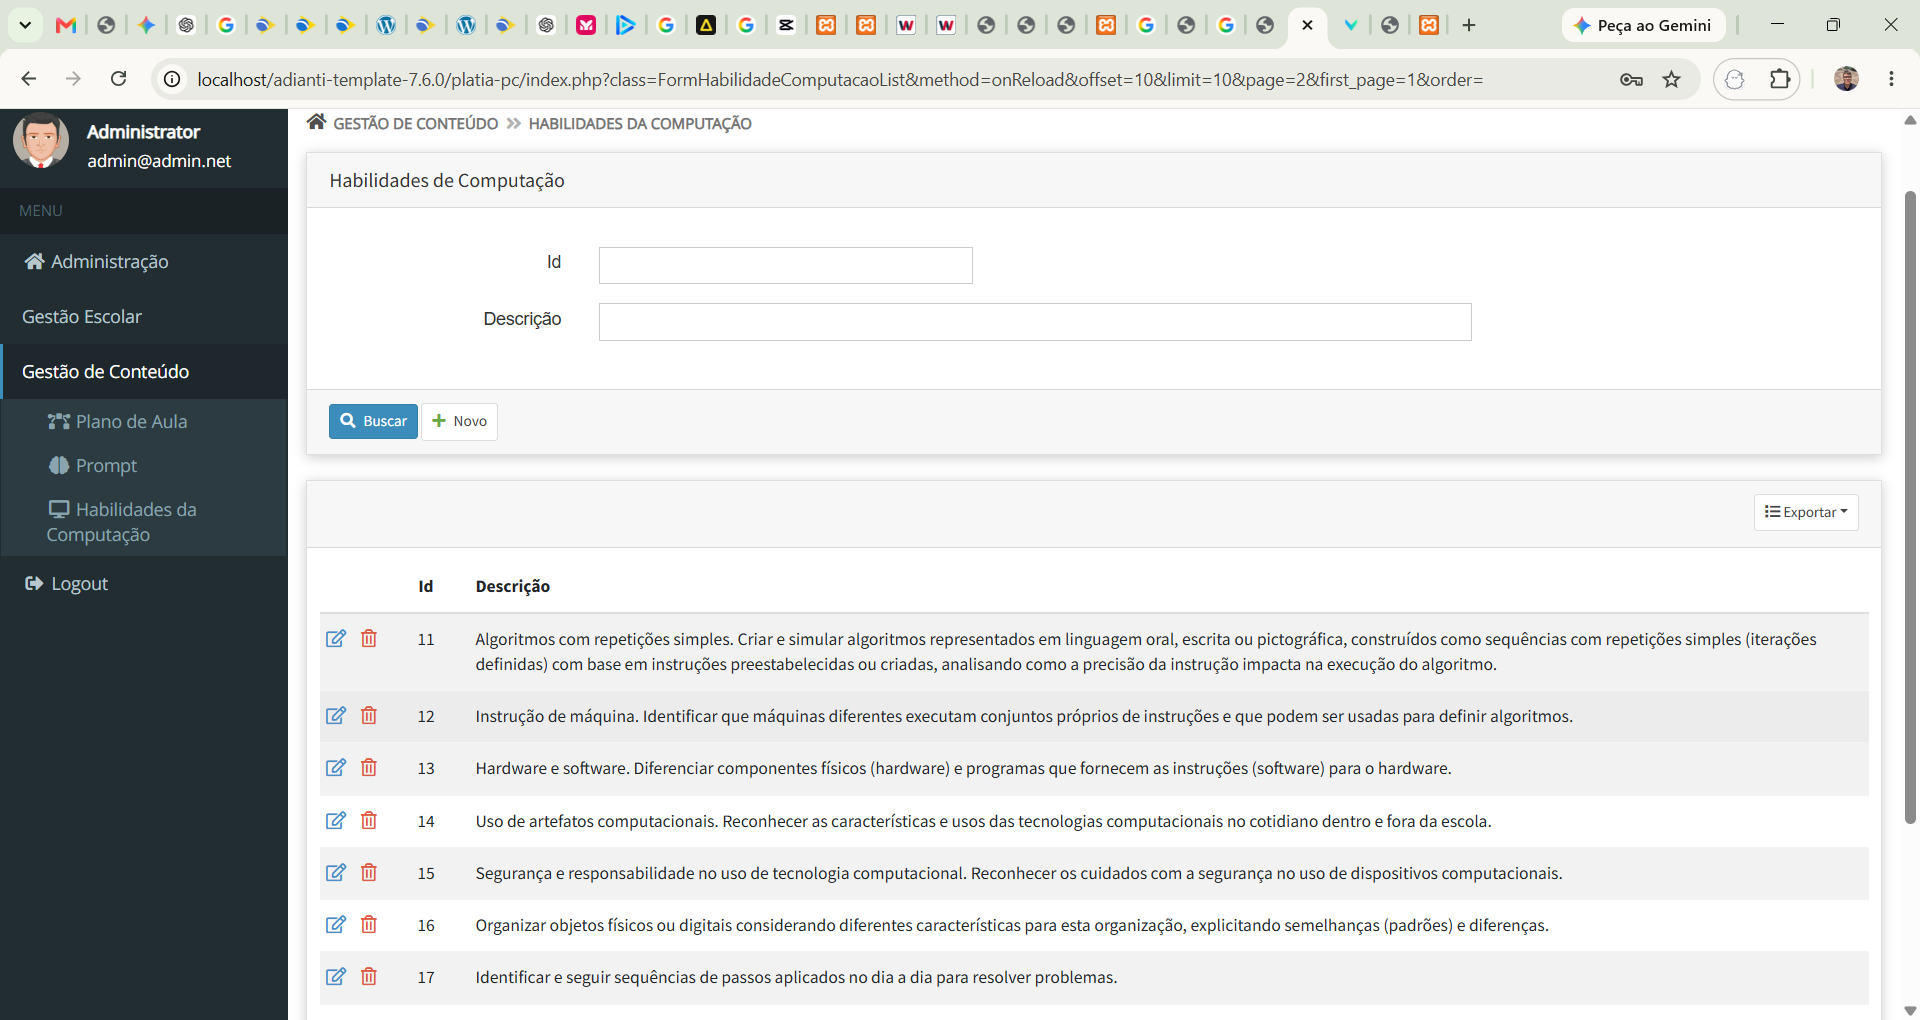 Peça ao Gemini
localhost/adianti-template-7.6.0/platia-pc/index.php?class=FormHabilidadeComputacaoList&method=onReload&offset=10&limit=10&page=2&first_page=1&order=
Administrator
admin@admin.net
MENU
Administração
Gestão Escolar
Gestão de Conteúdo
Plano de Aula
Prompt
Habilidades da
Computação
Logout
GESTÃO DE CONTEÚDO » HABILIDADES DA COMPUTAÇÃO
Habilidades de Computação
Id
Descrição
Buscar
Novo
Exportar
Id Descrição
11 Algoritmos com repetições simples. Criar e simular algoritmos representados em linguagem oral, escrita ou pictográfica, construídos como sequências com repetições simples (iterações
definidas) com base em instruções preestabelecidas ou criadas, analisando como a precisão da instrução impacta na execução do algoritmo.
12 Instrução de máquina. Identificar que máquinas diferentes executam conjuntos próprios de instruções e que podem ser usadas para definir algoritmos.
13 Hardware e software. Diferenciar componentes físicos (hardware) e programas que fornecem as instruções (software) para o hardware.
14 Uso de artefatos computacionais. Reconhecer as características e usos das tecnologias computacionais no cotidiano dentro e fora da escola.
15 Segurança e responsabilidade no uso de tecnologia computacional. Reconhecer os cuidados com a segurança no uso de dispositivos computacionais.
16 Organizar objetos físicos ou digitais considerando diferentes características para esta organização, explicitando semelhanças (padrões) e diferenças.
17 Identificar e seguir sequências de passos aplicados no dia a dia para resolver problemas.